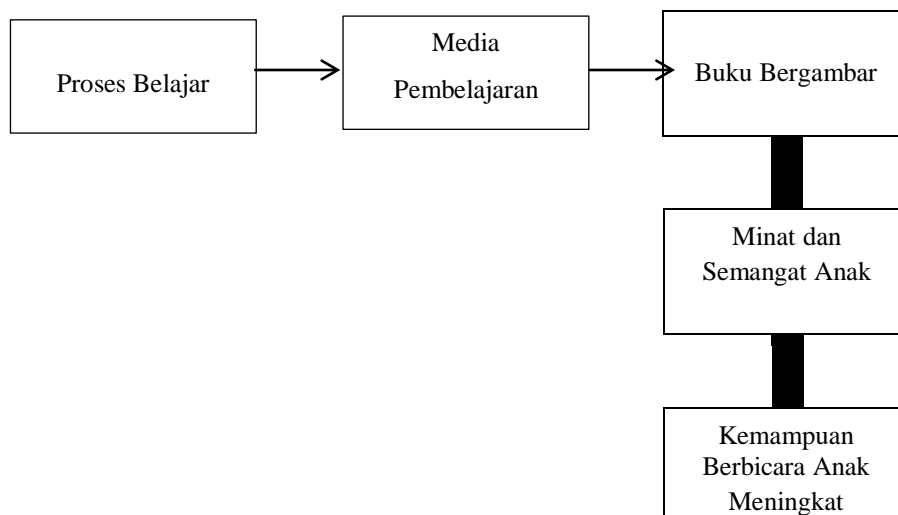 Proses Belajar
Media
Pembelajaran
Buku Bergambar
Minat dan
Semangat Anak
Kemampuan
Berbicara Anak
Meningkat